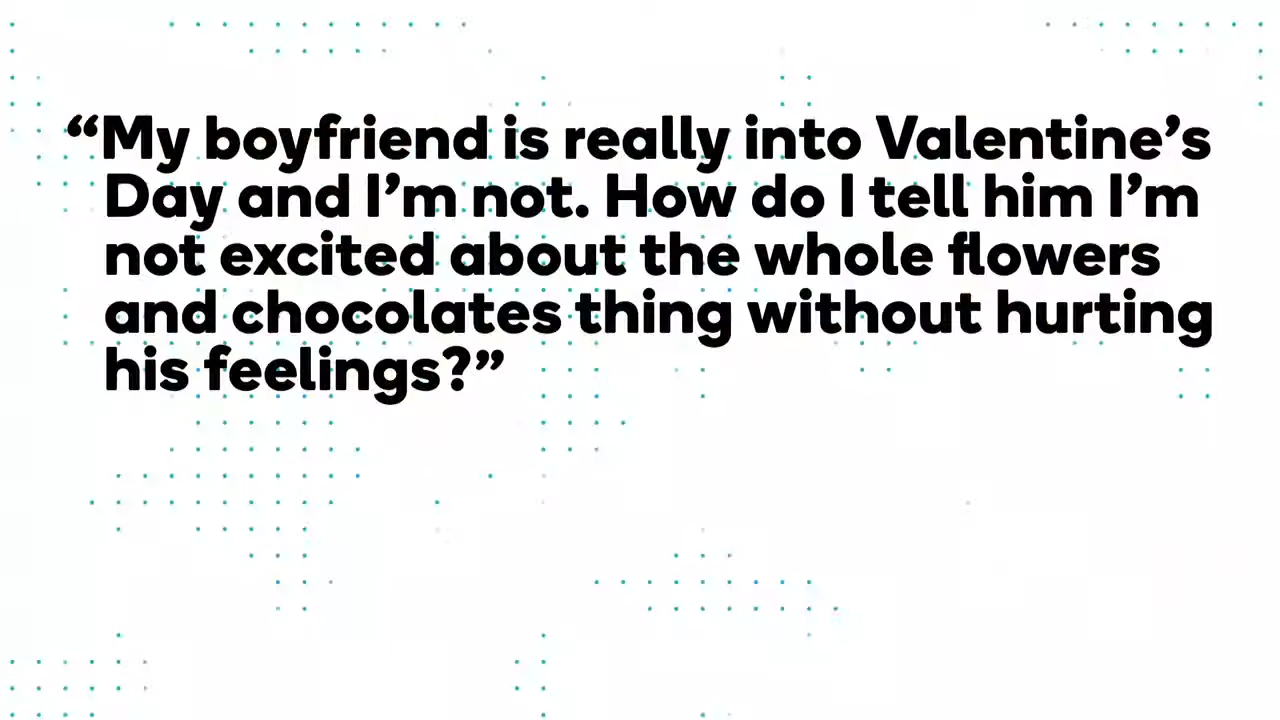 “My boyfriend is really into Valentine’s
Day and I’m not. How do I tell him I’m
not excited about the whole flowers
and chocolates thing without hurting
his feelings?”